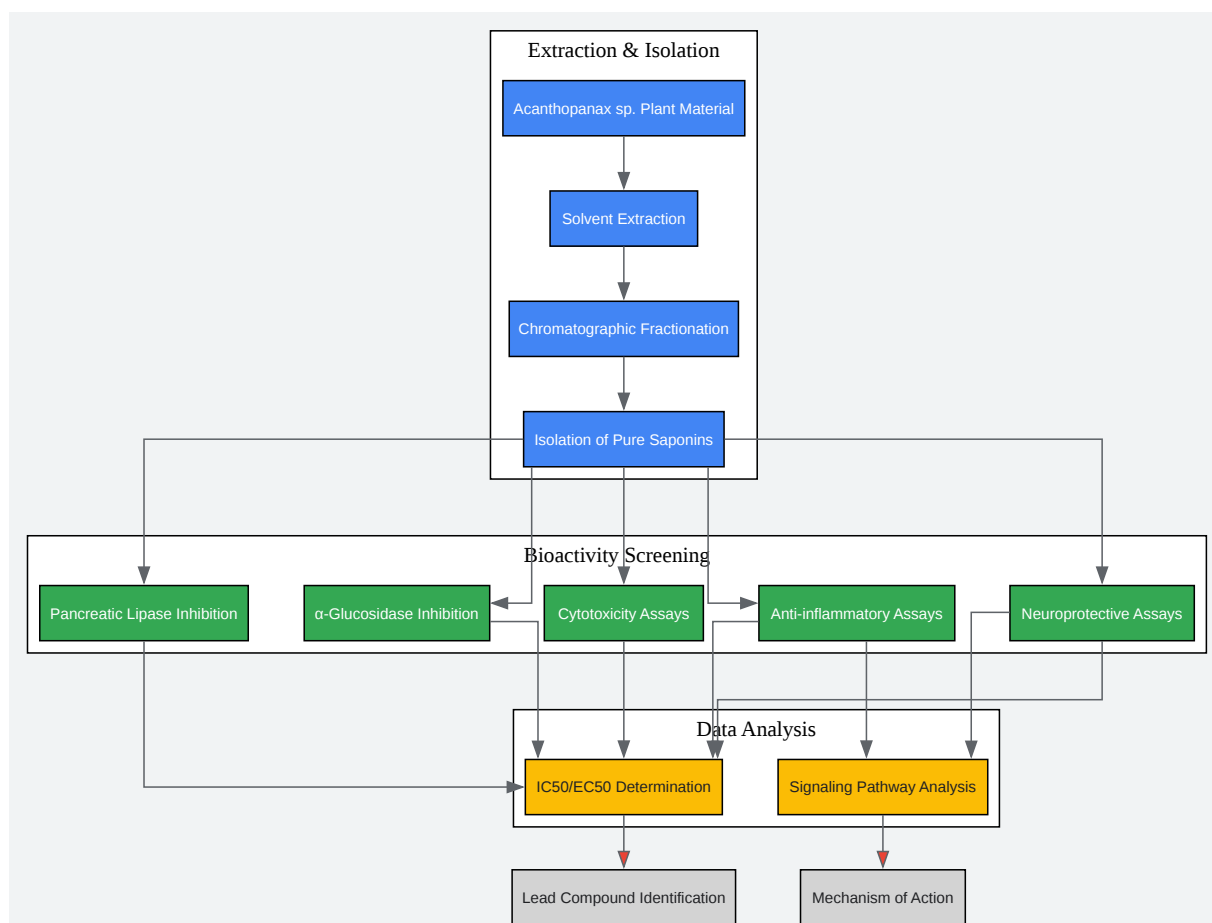 Extraction & Isolation
Acanthopanax sp. Plant Material
Solvent Extraction
Chromatographic Fractionation
Isolation of Pure Saponins
Bioactivity Screening
Pancreatic Lipase Inhibition
α-Glucosidase Inhibition
Cytotoxicity Assays
Anti-inflammatory Assays
Neuroprotective Assays
Data Analysis
IC50/EC50 Determination
Signaling Pathway Analysis
Lead Compound Identification
Mechanism of Action